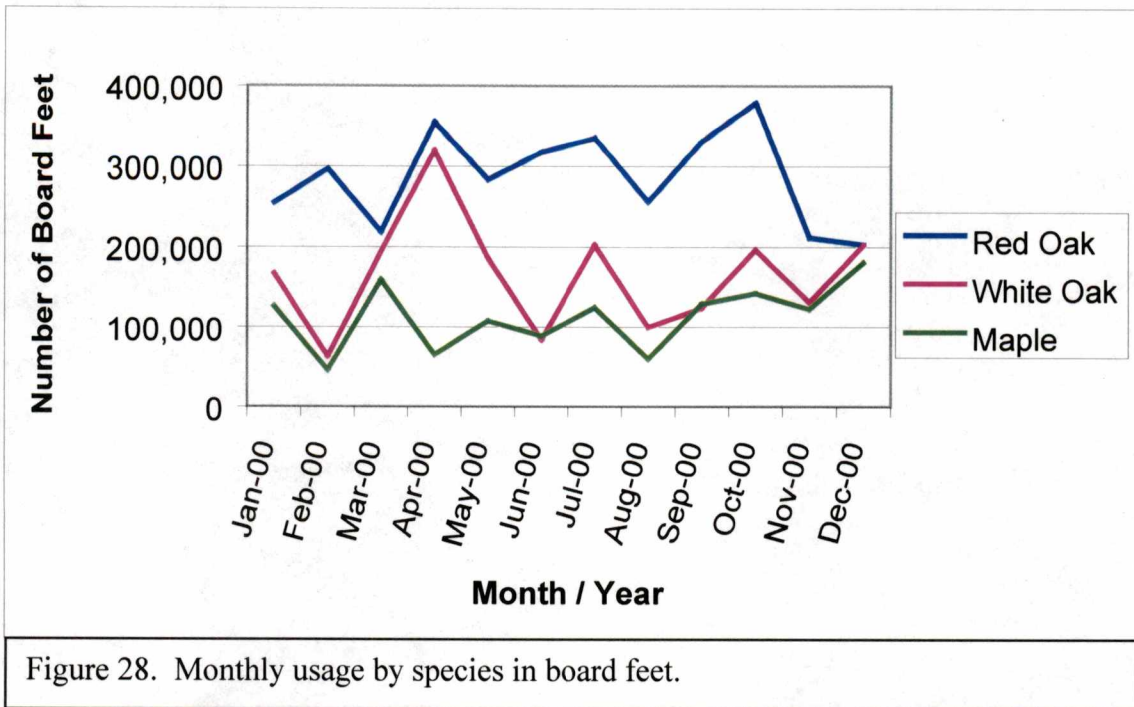 Number of Board Feet
400,000
300,000
200,000
100,000
0
Jan-00
Feb-00
Mar-00
Apr-00
May-00
Jun-00
Jul-00
Aug-00
Sep-00
Oct-00
Nov-00
Dec-00
Month / Year
Red Oak
White Oak
Maple
Figure 28.  Monthly usage by species in board feet.